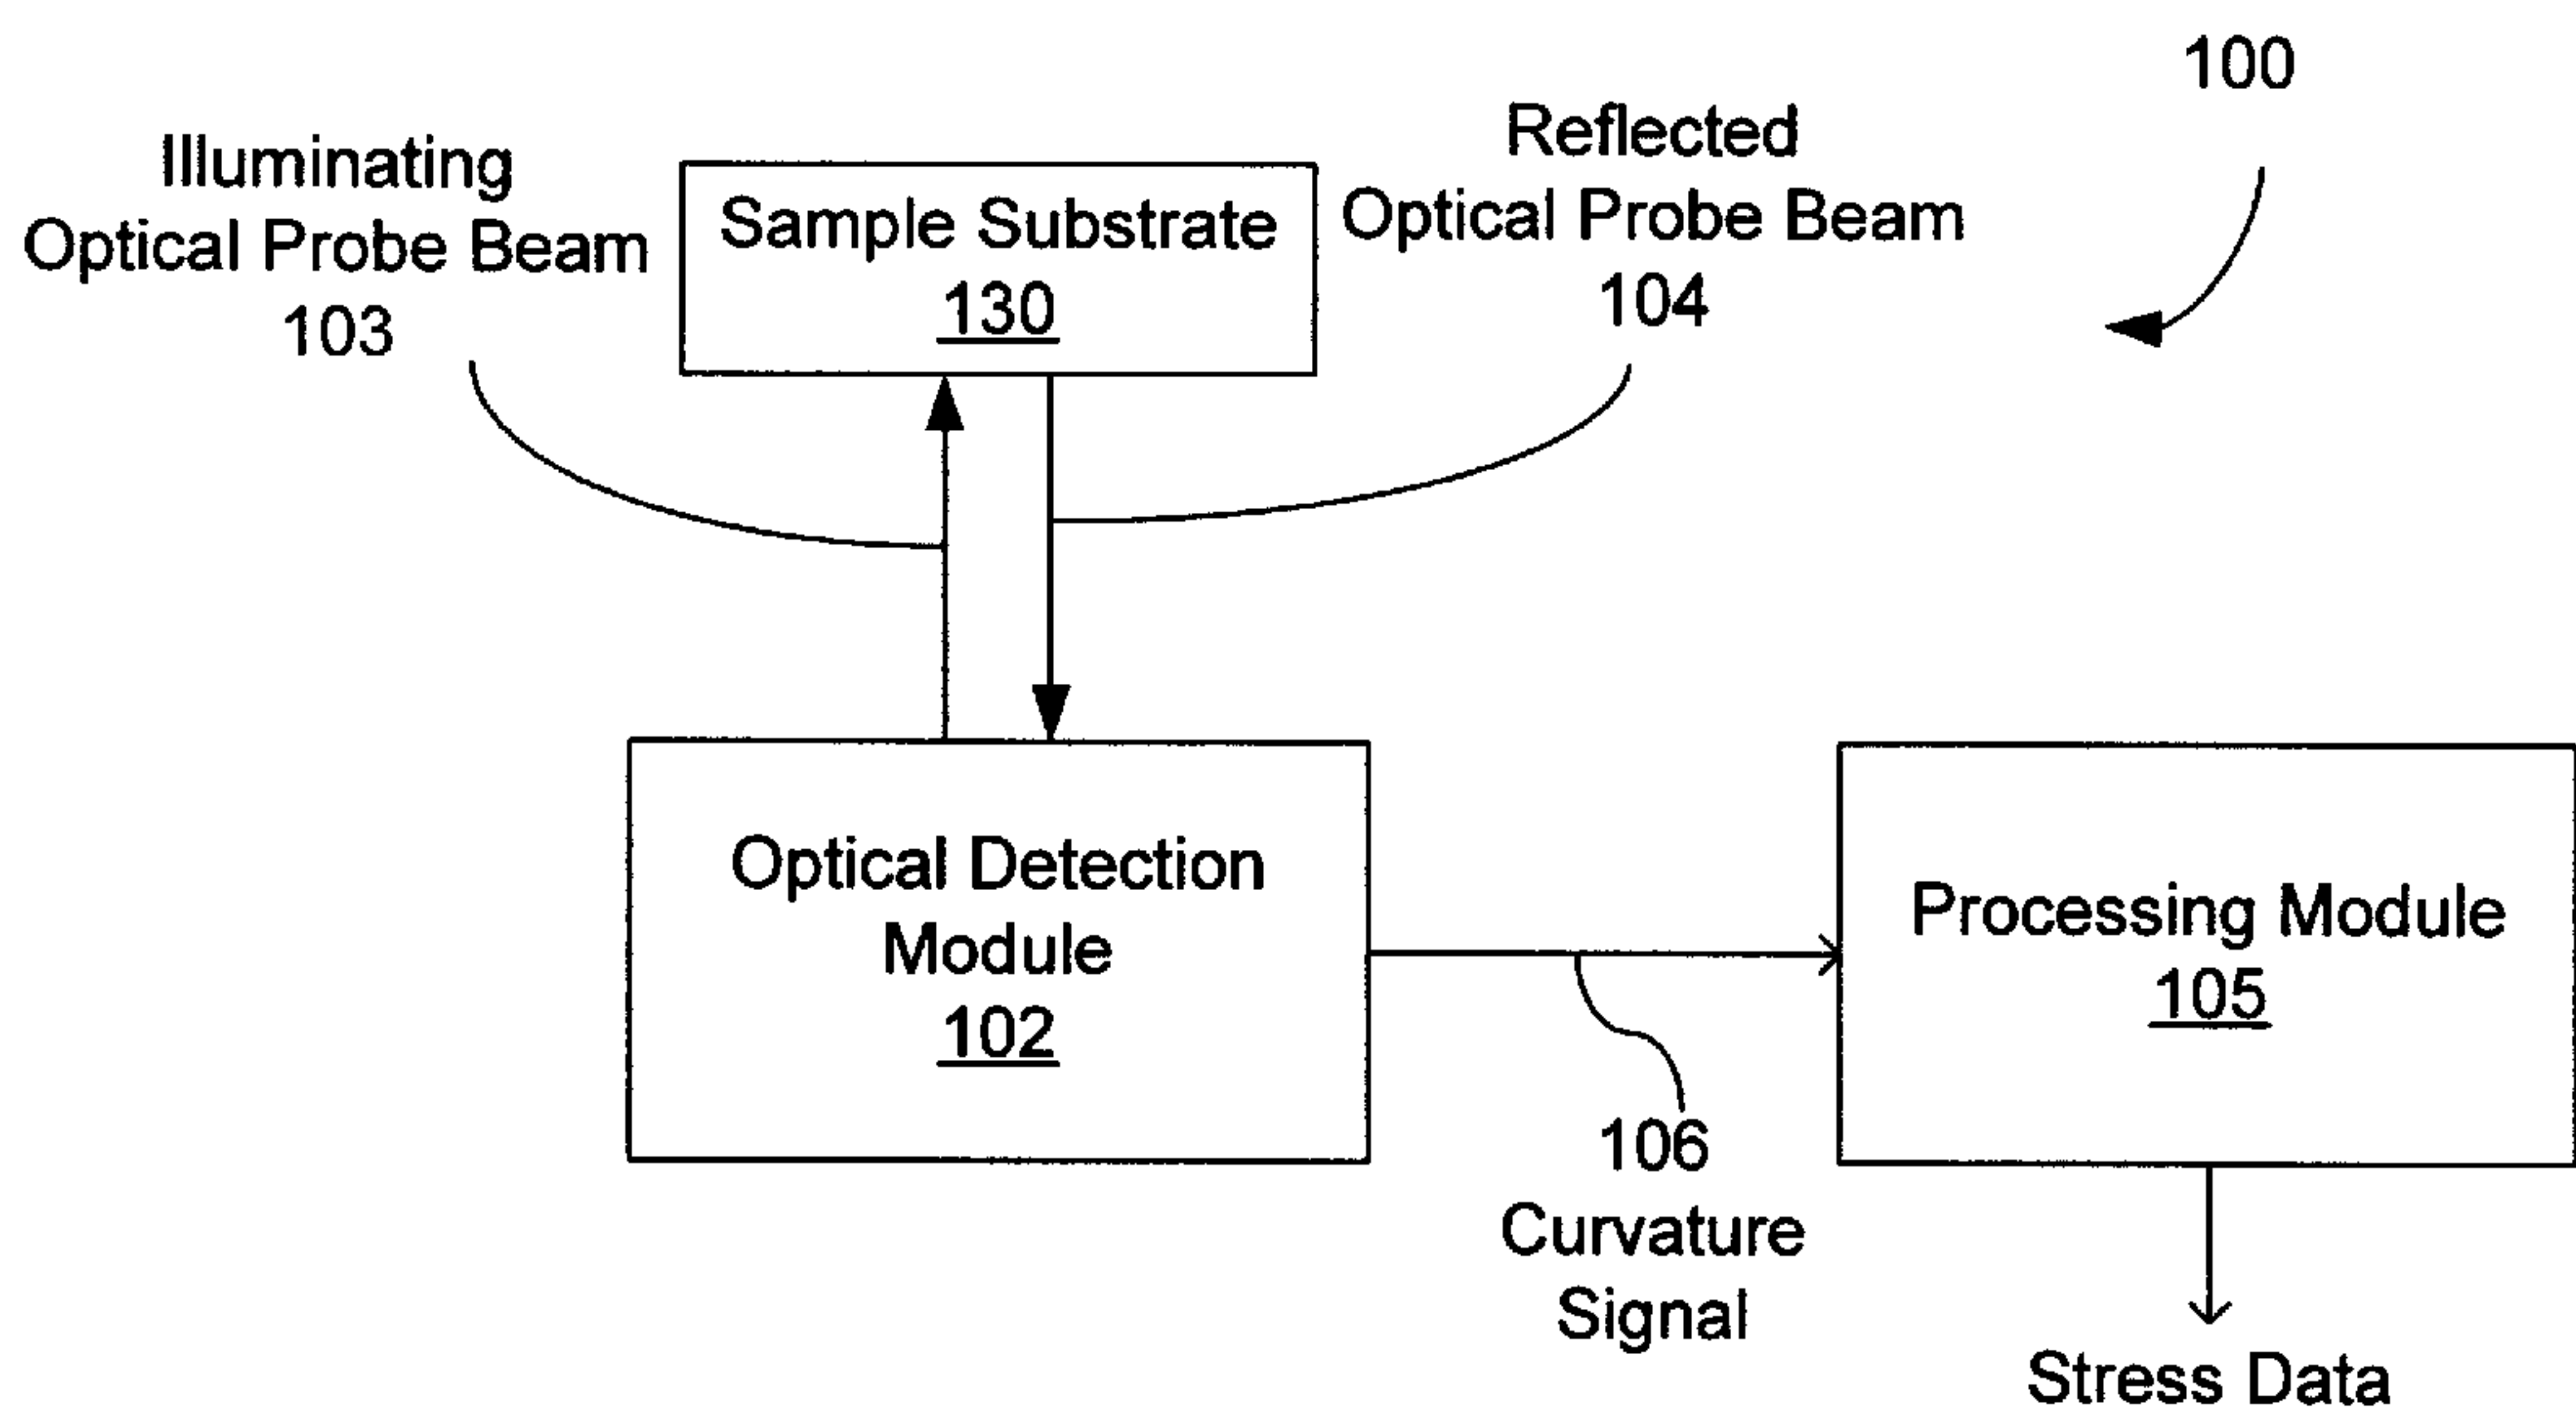 100
Illuminating
Optical Probe Beam
103
Sample Substrate
130
Reflected
Optical Probe Beam
104
Optical Detection
Module
102
Processing Module
105
106
Curvature
Signal
Stress Data